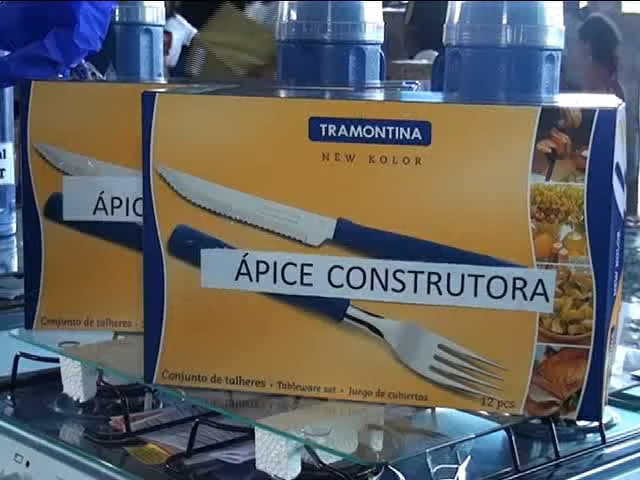 TRAMONTINA
NEW KOLOR
ÁPIC
ÁPICE CONSTRUTORA
Conjunto de talheres
Conjunto de talheres • Tableware set • Juego de cubiertos
12 pcs